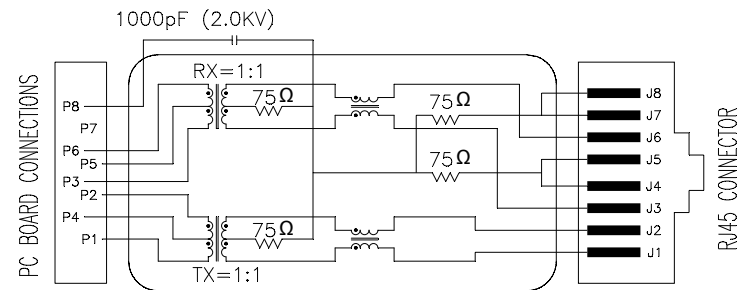 1000pF (2.0KV)
PC BOARD CONNECTIONS
P8
P7
P6
P5
P3
P2
P4
P1
RX=1:1
75Ω
75Ω
75Ω
75Ω
TX=1:1
J8
J7
J6
J5
J4
J3
J2
J1
RJ45 CONNECTOR